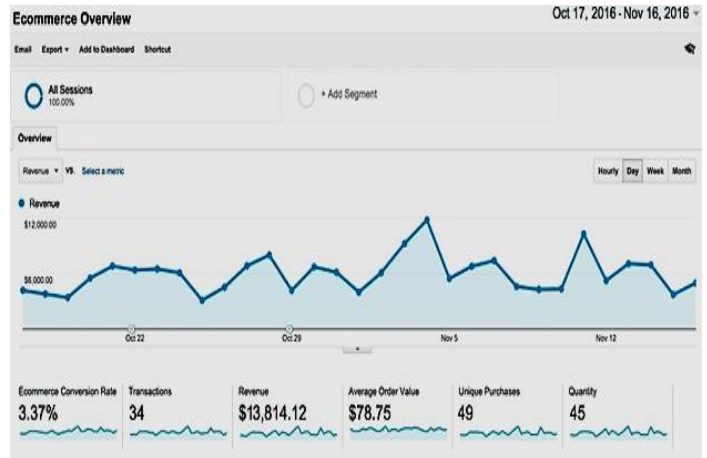 Ecommerce Overview
Oct 17, 2016 - Nov 16, 2016
Email Export Add to Dashboard Shortcut
All Sessions
100.00%
+ Add Segment
Overview
Revenue VS. Select a metric
Hourly Day Week Month
Revenue
$12,000.00
$6,000.00
Oct 22 Oct 29 Nov 5 Nov 12
Ecommerce Conversion Rate Transactions Revenue Average Order Value Unique Purchases Quantity
3.37% 34 $13,814.12 $78.75 49 45